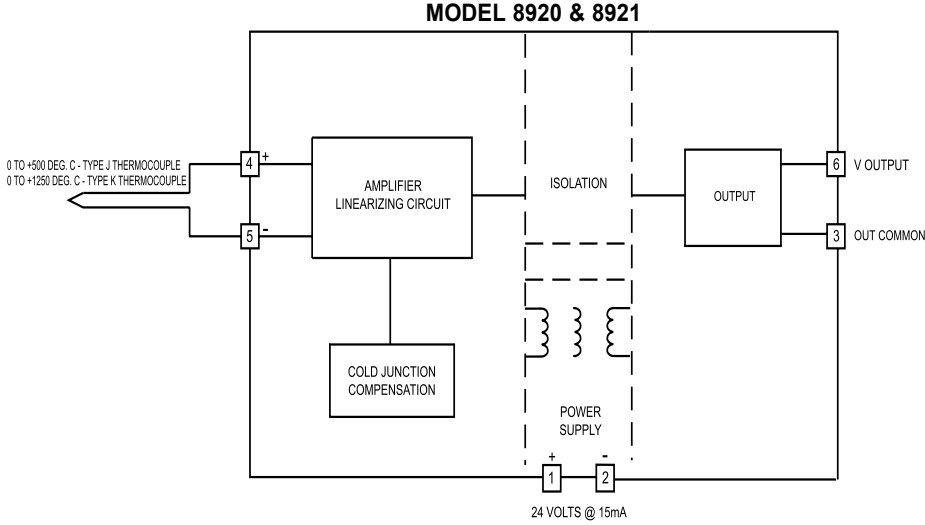 MODEL 8920 & 8921
0 TO +500 DEG. C - TYPE J THERMOCOUPLE
0 TO +1250 DEG. C - TYPE K THERMOCOUPLE
4
+
5
-
AMPLIFIER
LINEARIZING CIRCUIT
COLD JUNCTION
COMPENSATION
ISOLATION
POWER
SUPPLY
+
-
1
2
24 VOLTS @ 15mA
OUTPUT
6
V OUTPUT
3
OUT COMMON